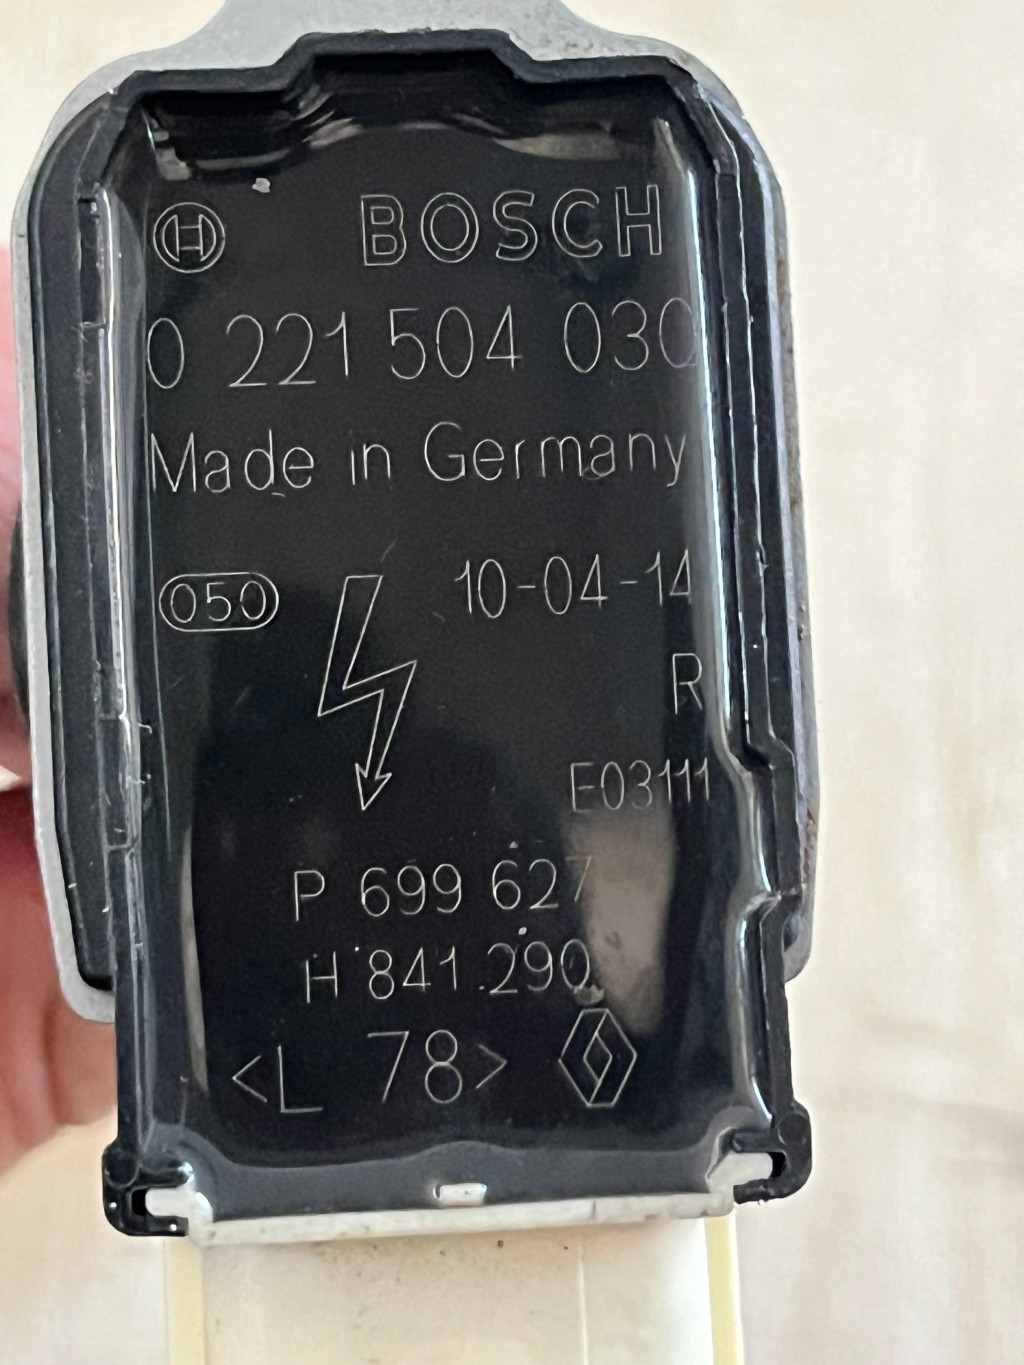 BOSCH
0 221 504 030
Made in Germany
050 10-04-14
R
E03111
P 699 627
H 841 290
<L 78>